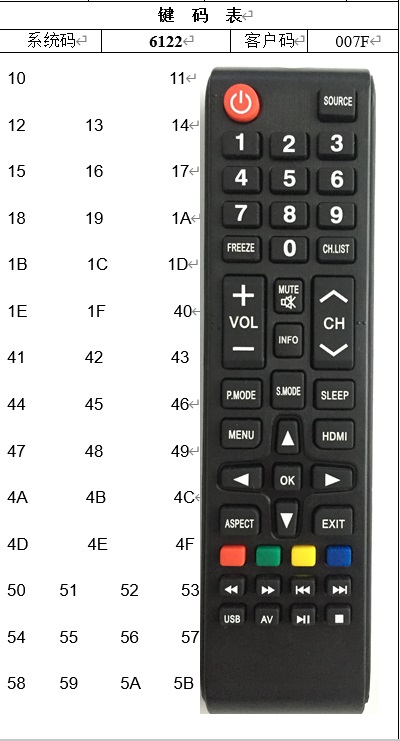 键 码 表
系统码 6122 客户码 007F
10 11
12 13 14
15 16 17
18 19 1A
1B 1C 1D
1E 1F 40
41 42 43
44 45 46
47 48 49
4A 4B 4C
4D 4E 4F
50 51 52 53
54 55 56 57
58 59 5A 5B
SOURCE
1 2 3
4 5 6
7 8 9
FREEZE 0 CH.LIST
+ MUTE
VOL CH
− INFO
P.MODE S.MODE SLEEP
MENU HDMI
OK
ASPECT EXIT
USB AV